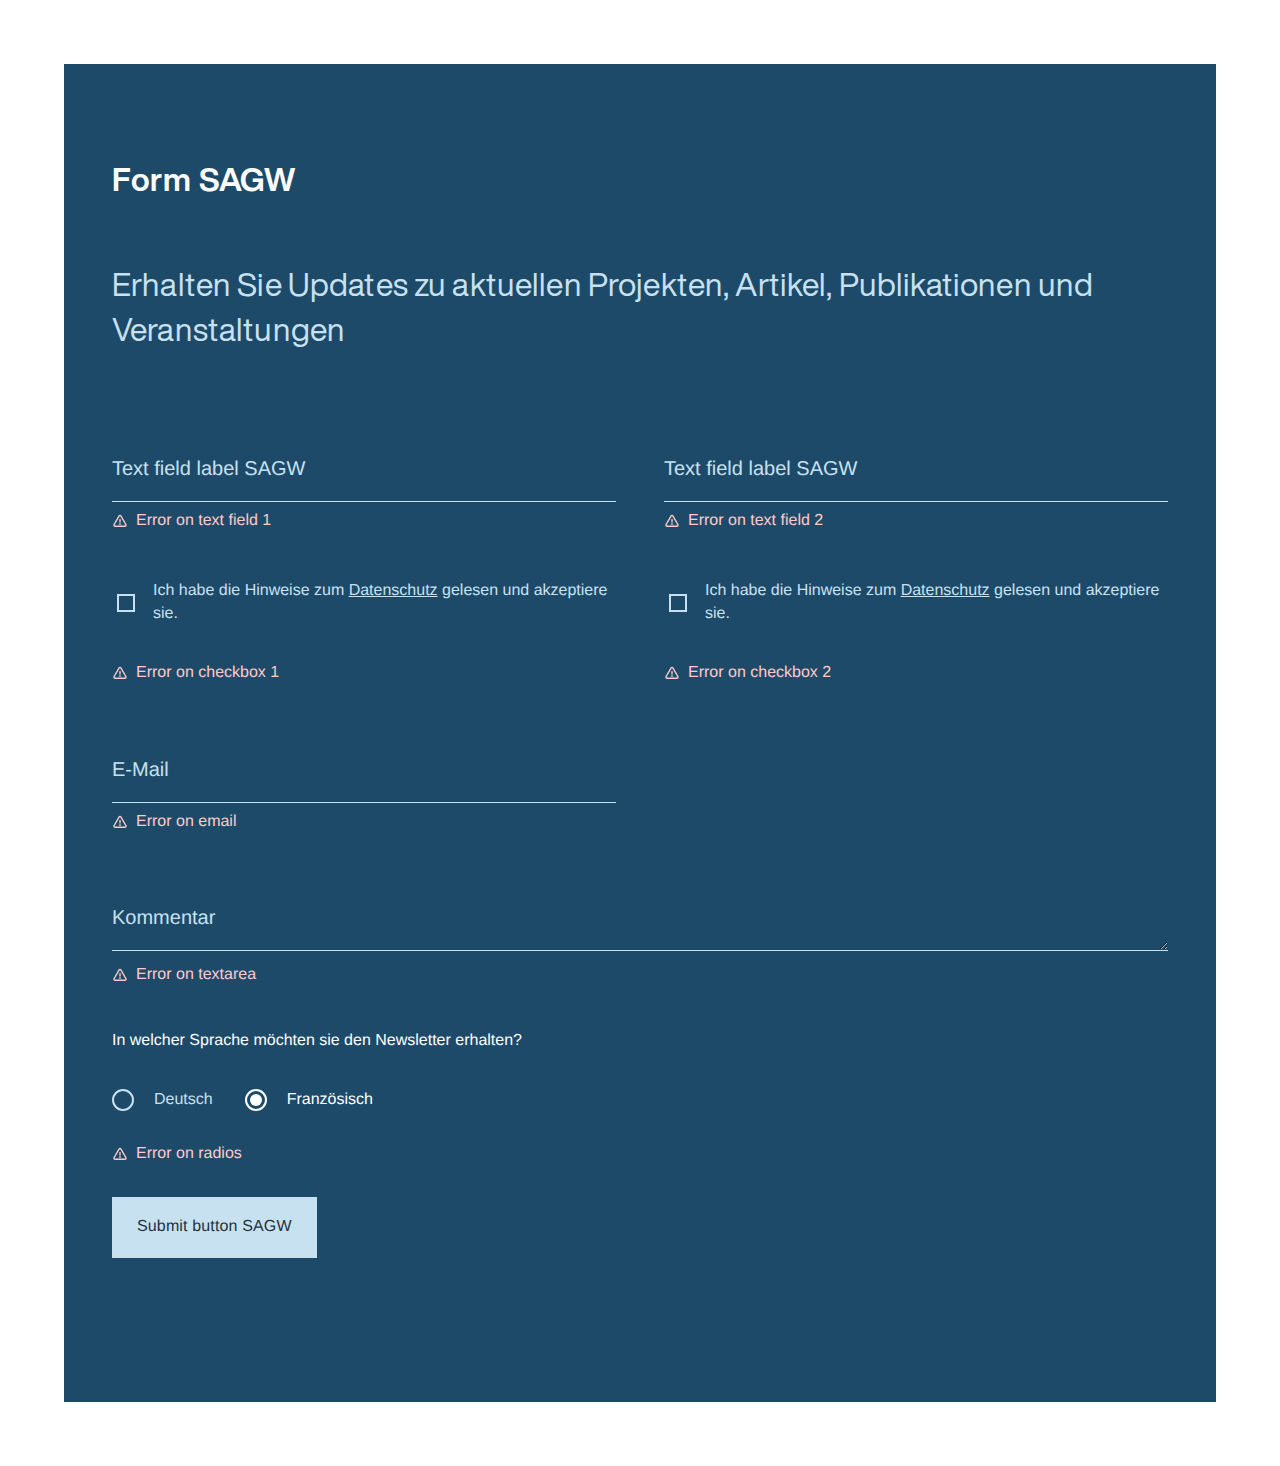 Form SAGW
Erhalten Sie Updates zu aktuellen Projekten, Artikel, Publikationen und
Veranstaltungen
Text field label SAGW
Text field label SAGW
Error on text field 1
Error on text field 2
Ich habe die Hinweise zum Datenschutz gelesen und akzeptiere
sie.
Ich habe die Hinweise zum Datenschutz gelesen und akzeptiere
sie.
Error on checkbox 1
Error on checkbox 2
E-Mail
Error on email
Kommentar
Error on textarea
In welcher Sprache möchten sie den Newsletter erhalten?
Deutsch
Französisch
Error on radios
Submit button SAGW